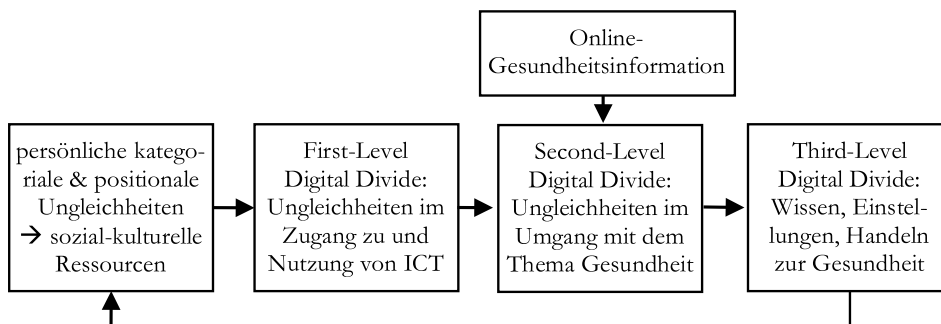 Online-
Gesundheitsinformation
persönliche katego-
riale & positionale
Ungleichheiten
→ sozial-kulturelle
Ressourcen
First-Level
Digital Divide:
Ungleichheiten im
Zugang zu und
Nutzung von ICT
Second-Level
Digital Divide:
Ungleichheiten im
Umgang mit dem
Thema Gesundheit
Third-Level
Digital Divide:
Wissen, Einstel-
lungen, Handeln
zur Gesundheit